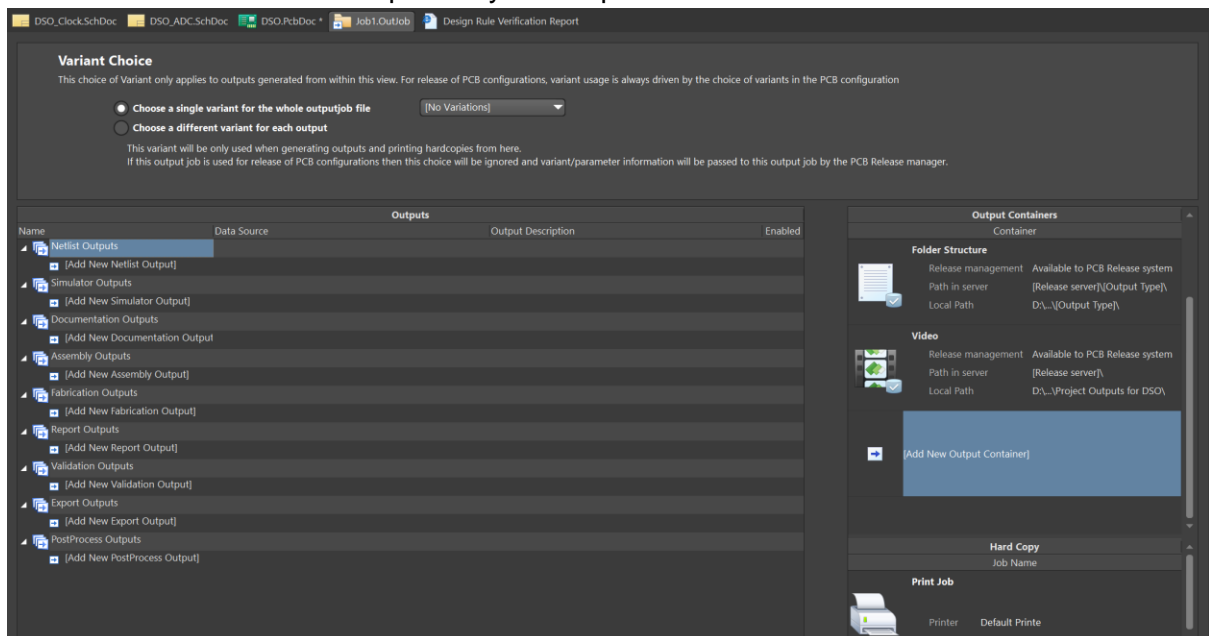 DSO_Clock.SchDoc DSO_ADC.SchDoc DSO.PcbDoc * Job1.OutJob Design Rule Verification Report
Variant Choice
This choice of Variant only applies to outputs generated from within this view. For release of PCB configurations, variant usage is always driven by the choice of variants in the PCB configuration
Choose a single variant for the whole outputjob file [No Variations]
Choose a different variant for each output
This variant will be only used when generating outputs and printing hardcopies from here.
If this output job is used for release of PCB configurations then this choice will be ignored and variant/parameter information will be passed to this output job by the PCB Release manager.
Outputs
Name Data Source Output Description Enabled
Netlist Outputs
[Add New Netlist Output]
Simulator Outputs
[Add New Simulator Output]
Documentation Outputs
[Add New Documentation Output
Assembly Outputs
[Add New Assembly Output]
Fabrication Outputs
[Add New Fabrication Output]
Report Outputs
[Add New Report Output]
Validation Outputs
[Add New Validation Output]
Export Outputs
[Add New Export Output]
PostProcess Outputs
[Add New PostProcess Output]
Output Containers
Container
Folder Structure
Release management Available to PCB Release system
Path in server [Release server]\[Output Type]\
Local Path D:\...\[Output Type]\
Video
Release management Available to PCB Release system
Path in server [Release server]\
Local Path D:\...\Project Outputs for DSO\
[Add New Output Container]
Hard Copy
Job Name
Print Job
Printer Default Printe